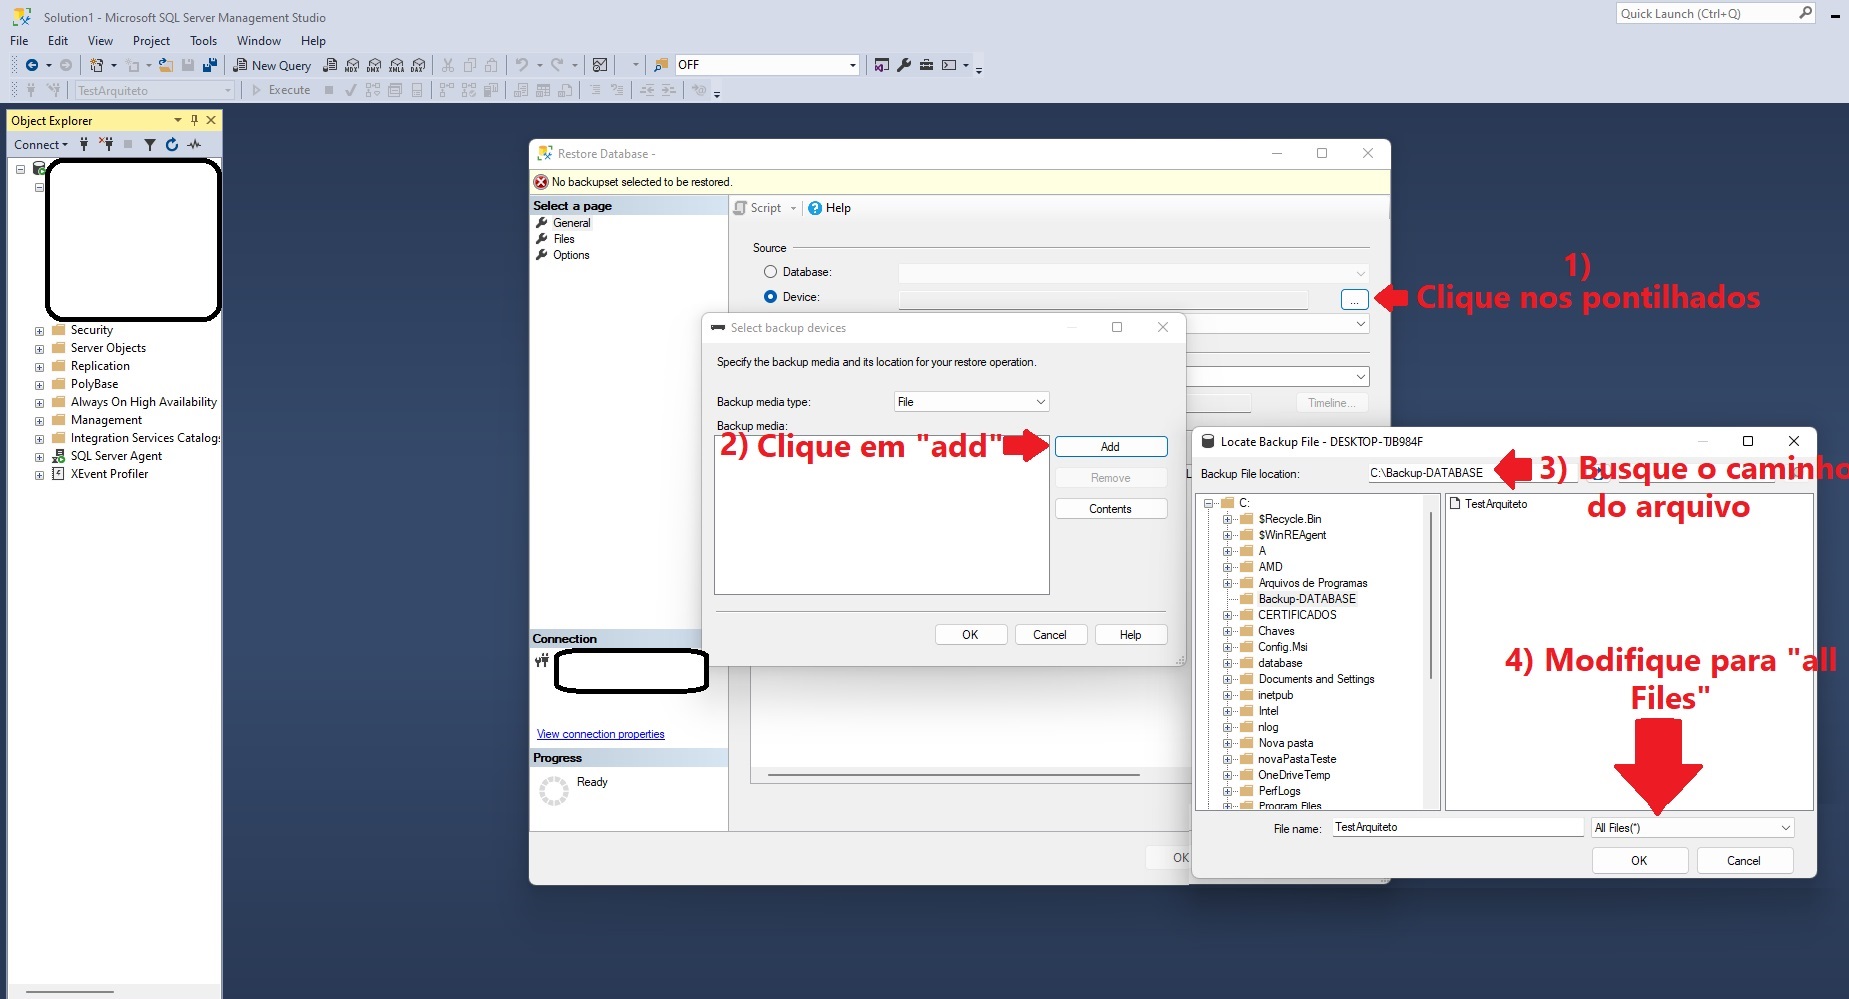 Solution1 - Microsoft SQL Server Management Studio
Quick Launch (Ctrl+Q)
File Edit View Project Tools Window Help
New Query
MDX DMX XMLA DAX
OFF
TestArquiteto
Execute
Object Explorer
Connect
Security
Server Objects
Replication
PolyBase
Always On High Availability
Management
Integration Services Catalogs
SQL Server Agent
XEvent Profiler
Restore Database -
No backupset selected to be restored.
Select a page
General
Files
Options
Script
Help
Source
Database:
Device:
...
1)
Clique nos pontilhados
Timeline...
Connection
View connection properties
Progress
Ready
OK
Select backup devices
Specify the backup media and its location for your restore operation.
Backup media type:
File
Backup media:
2) Clique em "add"
Add
Remove
Contents
OK
Cancel
Help
Locate Backup File - DESKTOP-TJB984F
Backup File location:
C:\Backup-DATABASE
3) Busque o caminho
do arquivo
C:
$Recycle.Bin
$WinREAgent
A
AMD
Arquivos de Programas
Backup-DATABASE
CERTIFICADOS
Chaves
Config.Msi
database
Documents and Settings
inetpub
Intel
nlog
Nova pasta
novaPastaTeste
OneDriveTemp
PerfLogs
Program Files
TestArquiteto
4) Modifique para "all
Files"
File name:
TestArquiteto
All Files(*)
OK
Cancel